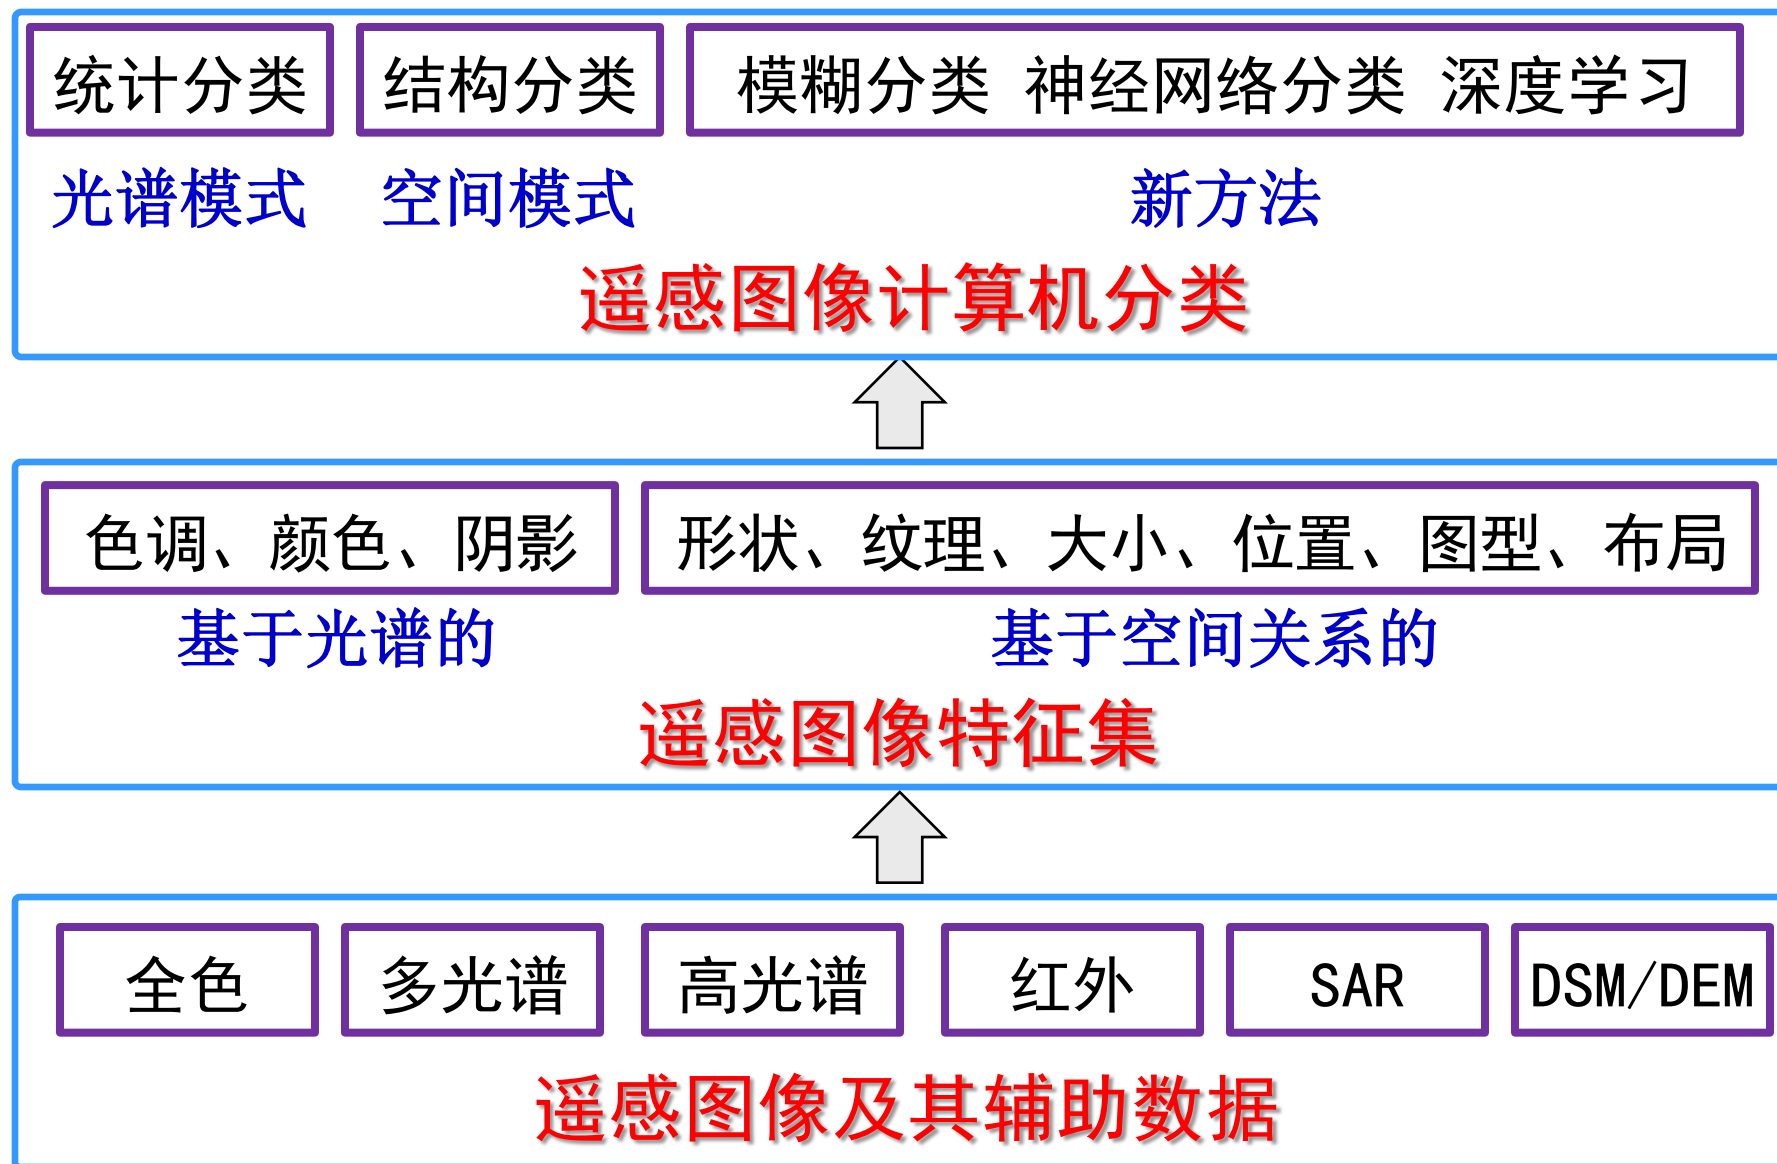 统计分类 结构分类 模糊分类 神经网络分类 深度学习
光谱模式 空间模式 新方法
遥感图像计算机分类
色调、颜色、阴影 形状、纹理、大小、位置、图型、布局
基于光谱的 基于空间关系的
遥感图像特征集
全色 多光谱 高光谱 红外 SAR DSM/DEM
遥感图像及其辅助数据